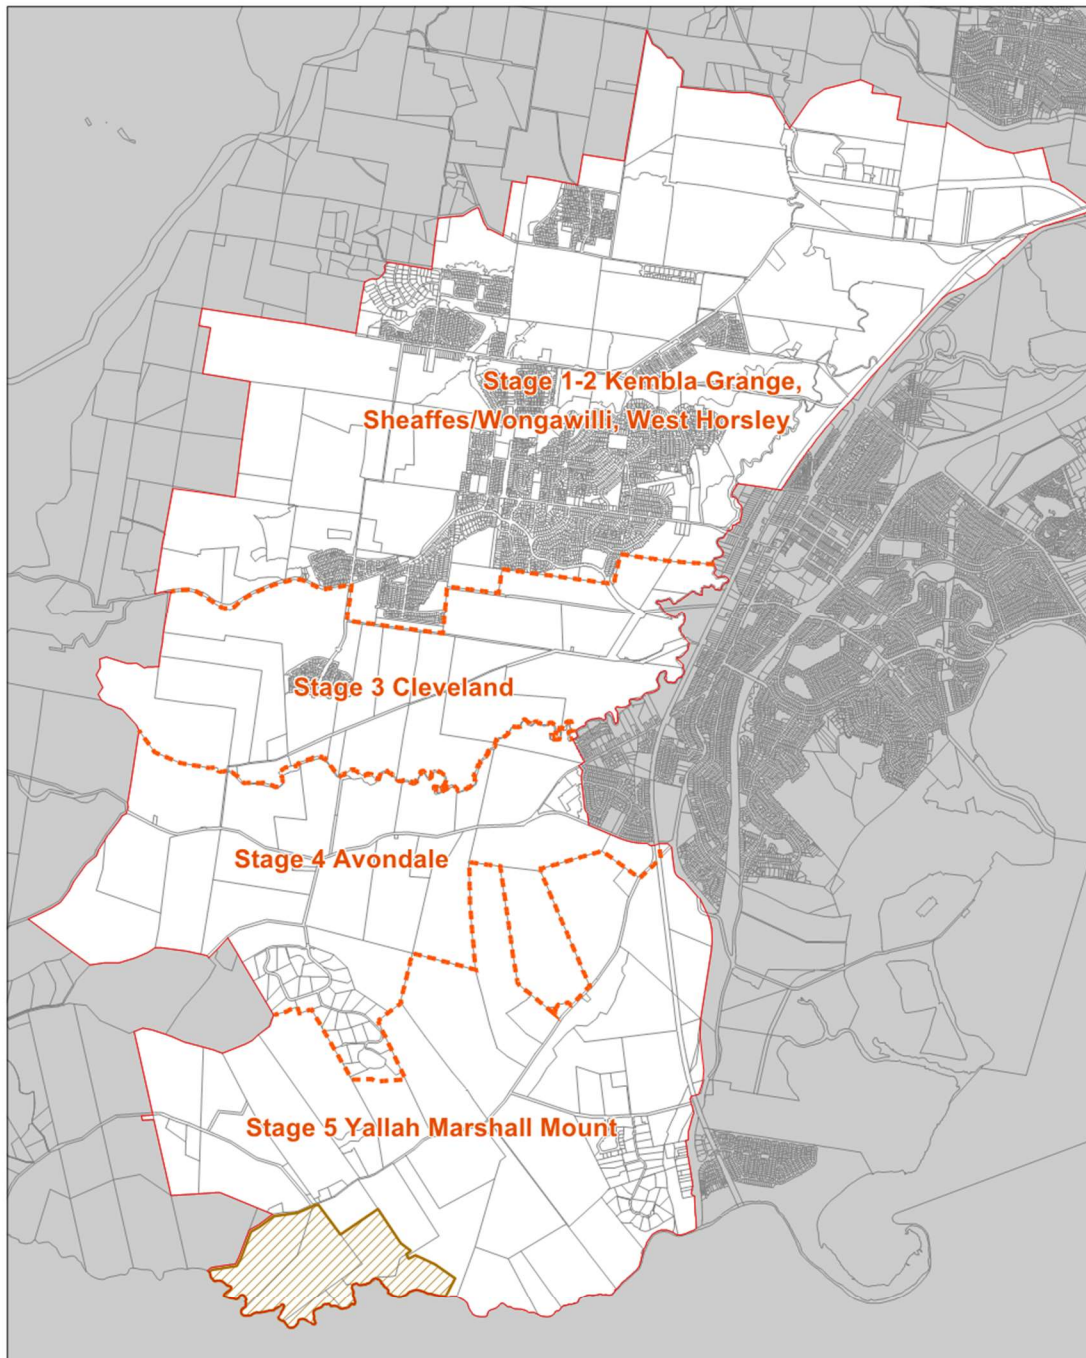 Stage 1-2 Kembla Grange,
Sheaffes/Wongawilli, West Horsley
Stage 3 Cleveland
Stage 4 Avondale
Stage 5 Yallah Marshall Mount